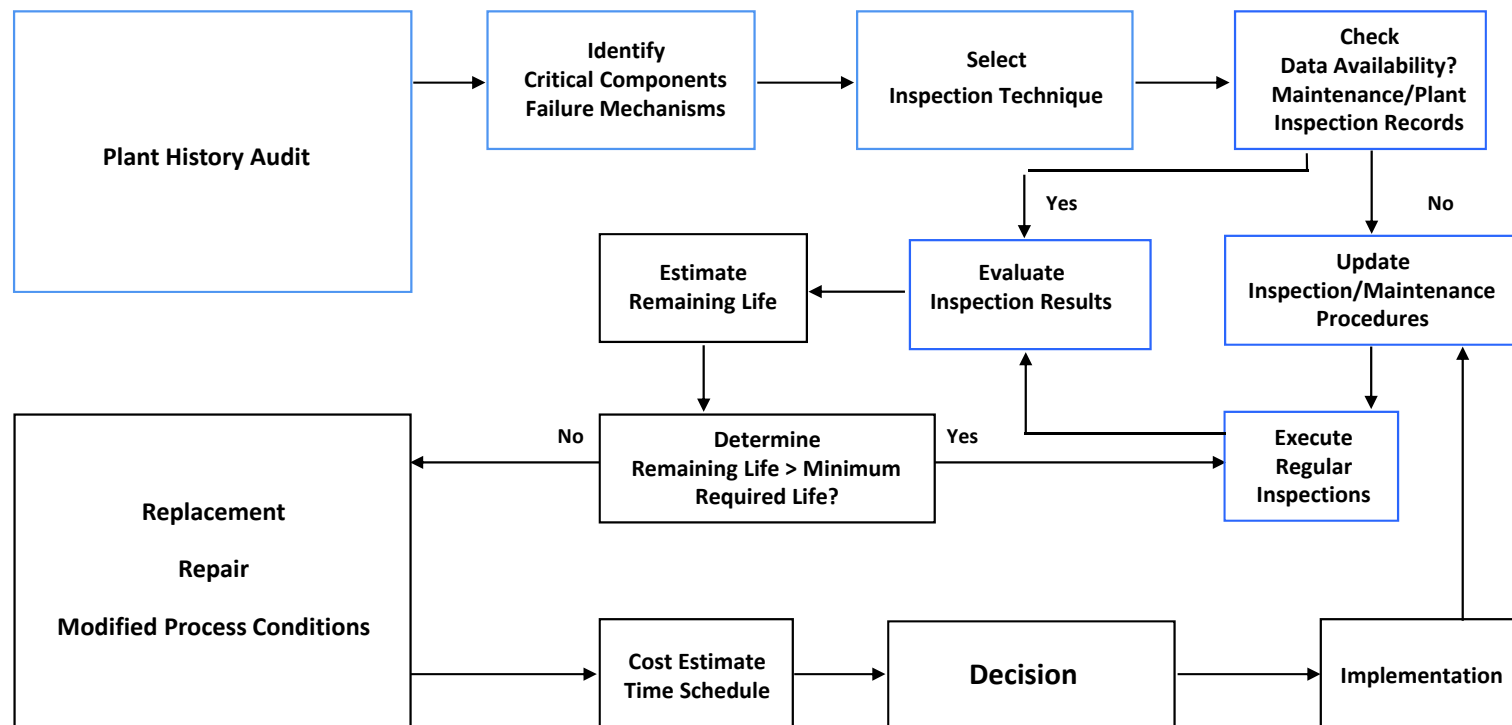 Plant History Audit
Identify
Critical Components
Failure Mechanisms
Select
Inspection Technique
Check
Data Availability?
Maintenance/Plant
Inspection Records
Yes
No
Estimate
Remaining Life
Evaluate
Inspection Results
Update
Inspection/Maintenance
Procedures
No
Determine
Remaining Life > Minimum
Required Life?
Yes
Execute
Regular
Inspections
Replacement
Repair
Modified Process Conditions
Cost Estimate
Time Schedule
Decision
Implementation